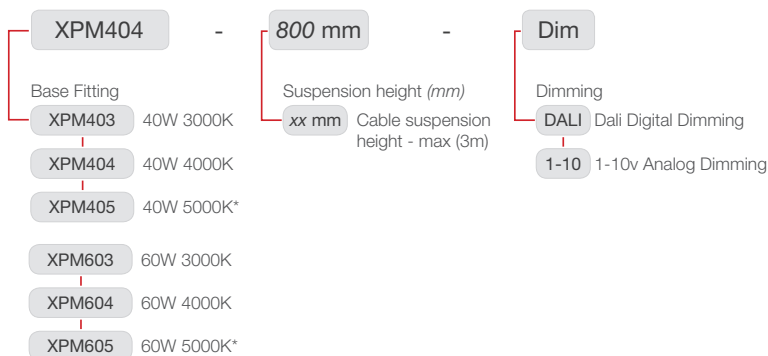 XPM404 - 800 mm - Dim
Base Fitting
XPM403 40W 3000K
XPM404 40W 4000K
XPM405 40W 5000K*
XPM603 60W 3000K
XPM604 60W 4000K
XPM605 60W 5000K*
Suspension height (mm)
xx mm Cable suspension
height - max (3m)
Dimming
DALI Dali Digital Dimming
1-10 1-10v Analog Dimming